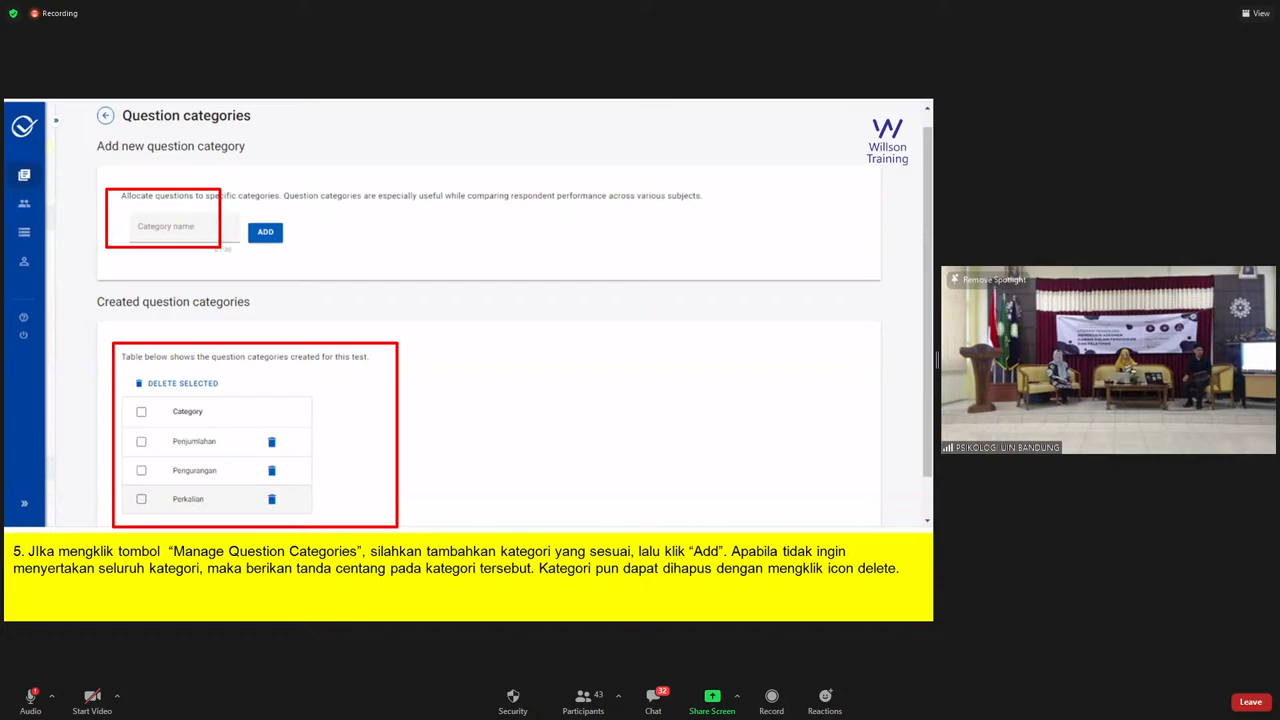 Recording
View
Question categories
Add new question category
Willson
Training
Allocate questions to specific categories. Question categories are especially useful while comparing respondent performance across various subjects.
Category name
ADD
Created question categories
Table below shows the question categories created for this test.
DELETE SELECTED
Category
Penjumlahan
Pengurangan
Perkalian
5. JIka mengklik tombol “Manage Question Categories”, silahkan tambahkan kategori yang sesuai, lalu klik “Add”. Apabila tidak ingin
menyertakan seluruh kategori, maka berikan tanda centang pada kategori tersebut. Kategori pun dapat dihapus dengan mengklik icon delete.
Remove Spotlight
PSIKOLOGI UIN BANDUNG
Audio
Start Video
Security
Participants
43
Chat
32
Share Screen
Record
Reactions
Leave